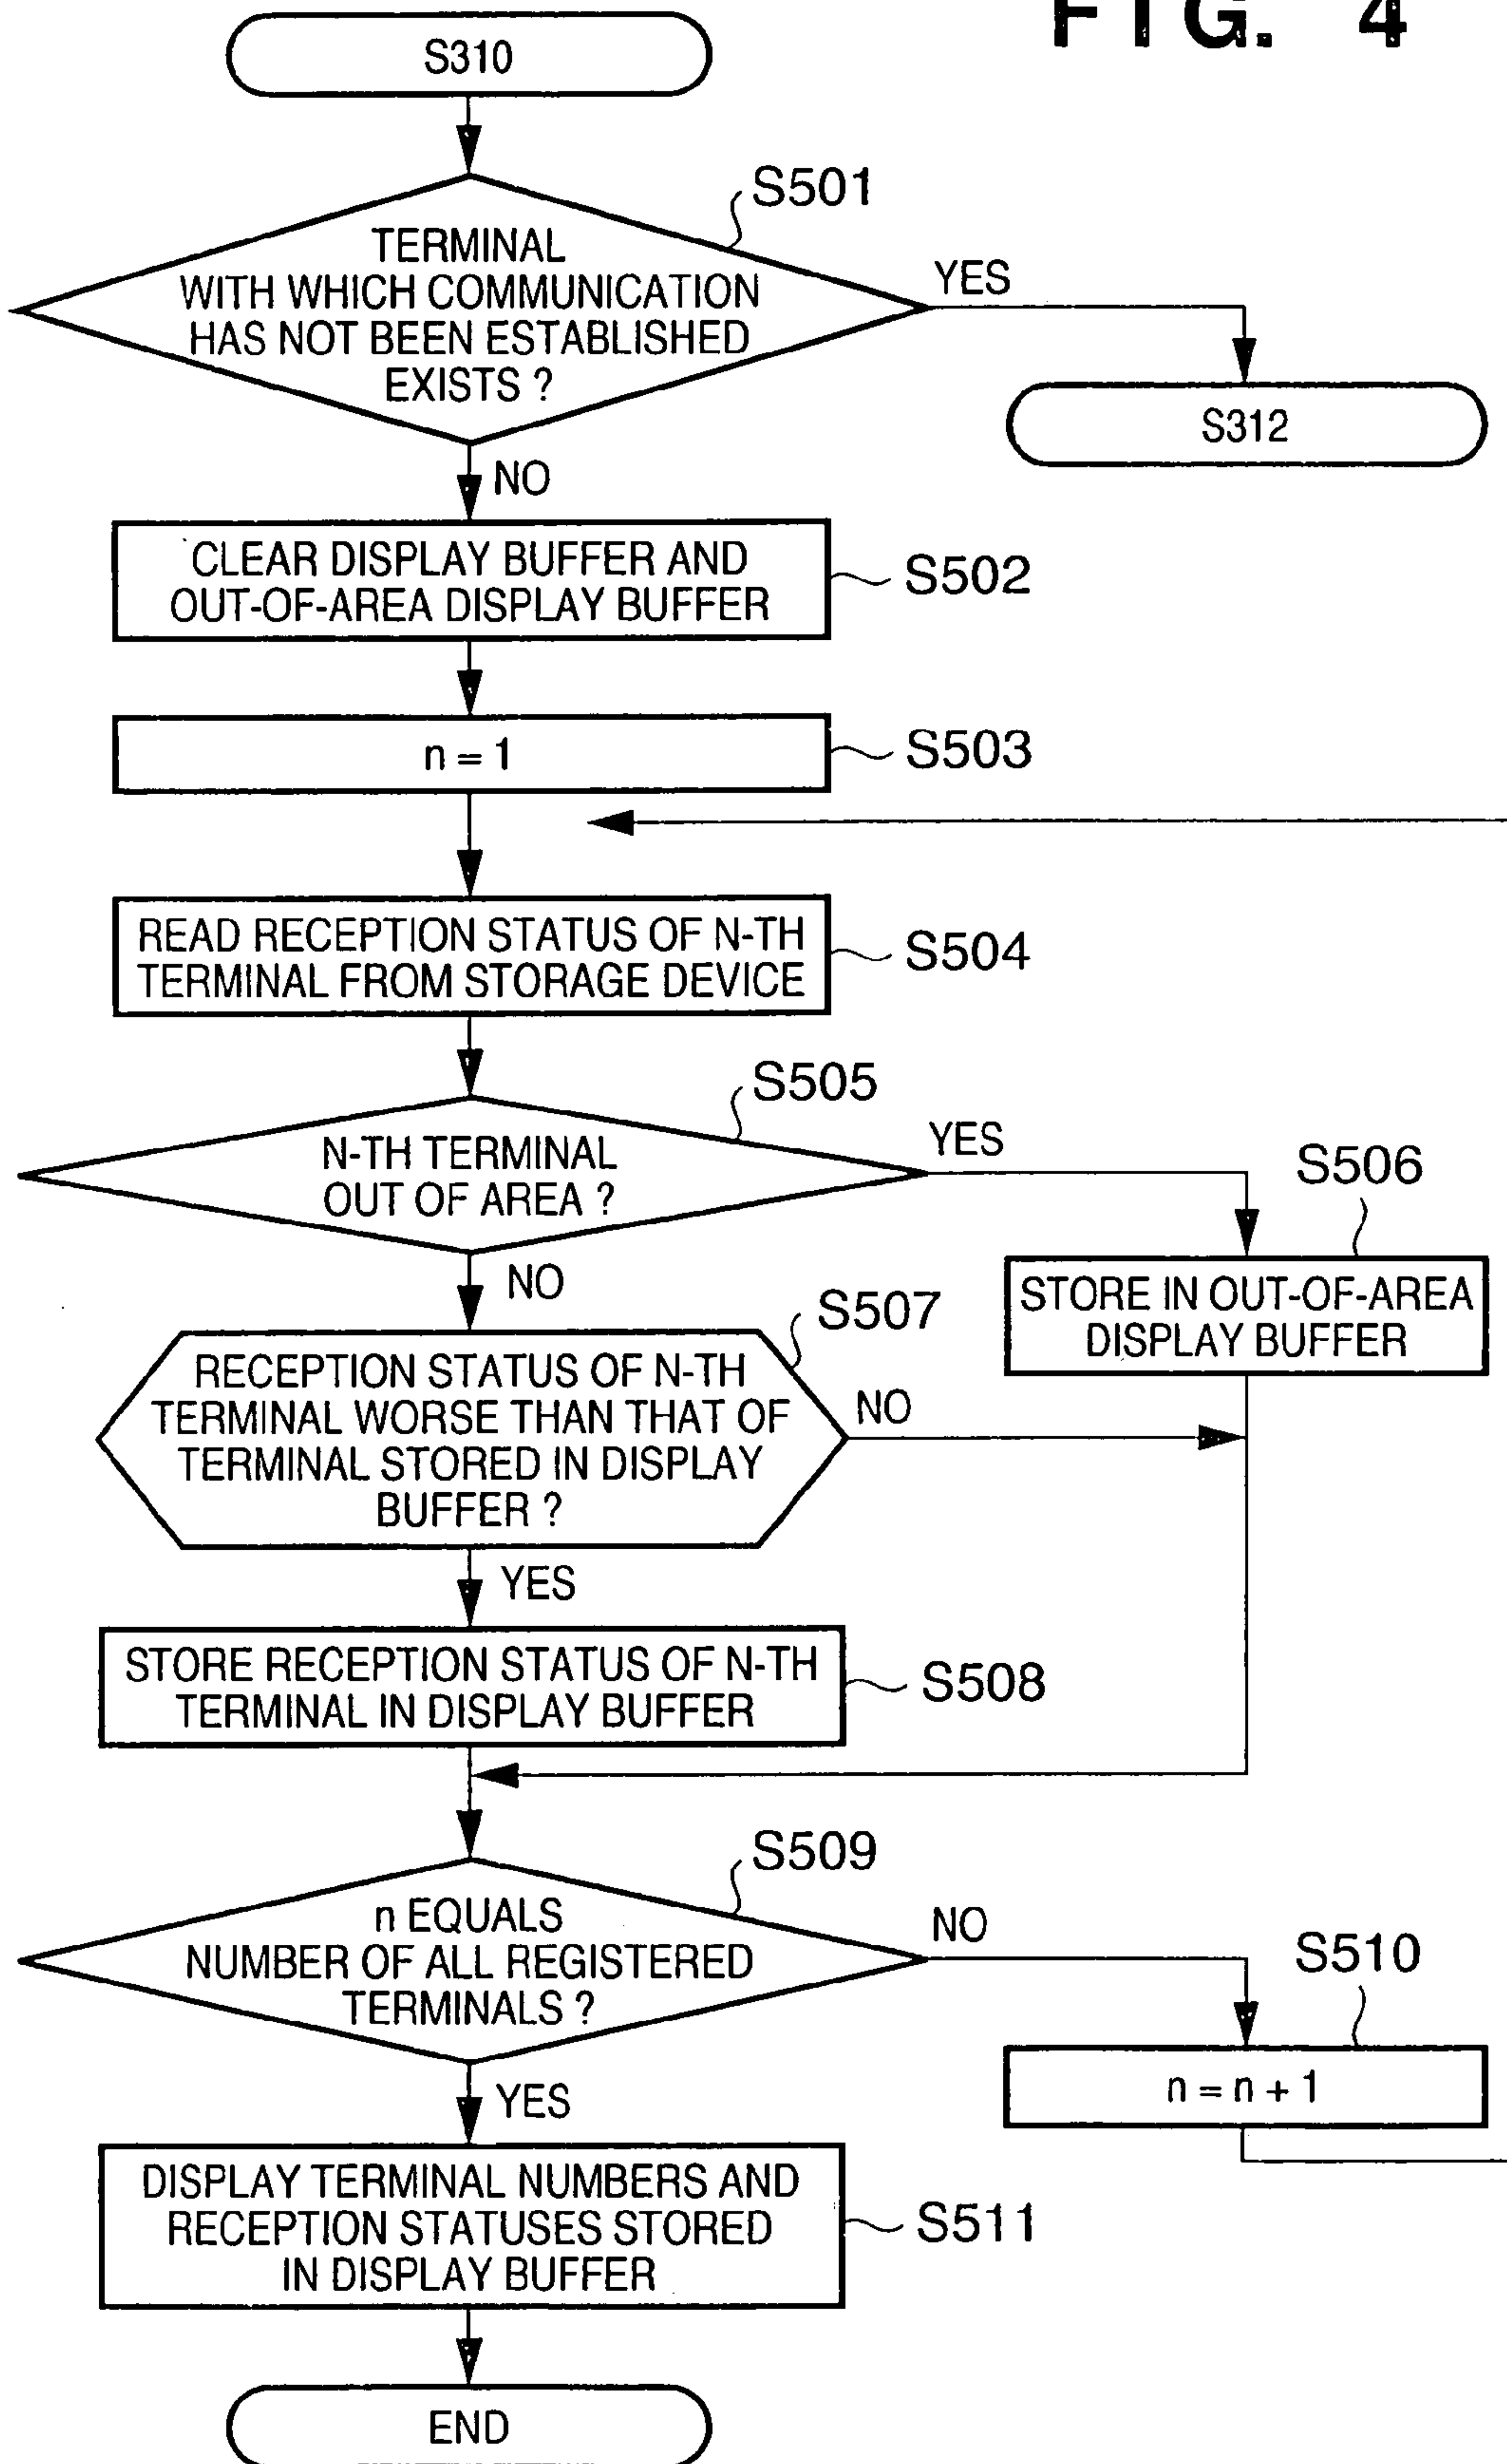 FIG. 4
S310
S501
TERMINAL
WITH WHICH COMMUNICATION
HAS NOT BEEN ESTABLISHED
EXISTS ?
YES
S312
NO
CLEAR DISPLAY BUFFER AND
OUT-OF-AREA DISPLAY BUFFER
S502
n = 1
S503
READ RECEPTION STATUS OF N-TH
TERMINAL FROM STORAGE DEVICE
S504
S505
N-TH TERMINAL
OUT OF AREA ?
YES
S506
STORE IN OUT-OF-AREA
DISPLAY BUFFER
NO
S507
RECEPTION STATUS OF N-TH
TERMINAL WORSE THAN THAT OF
TERMINAL STORED IN DISPLAY
BUFFER ?
NO
YES
STORE RECEPTION STATUS OF N-TH
TERMINAL IN DISPLAY BUFFER
S508
S509
n EQUALS
NUMBER OF ALL REGISTERED
TERMINALS ?
NO
S510
n = n + 1
YES
DISPLAY TERMINAL NUMBERS AND
RECEPTION STATUSES STORED
IN DISPLAY BUFFER
S511
END